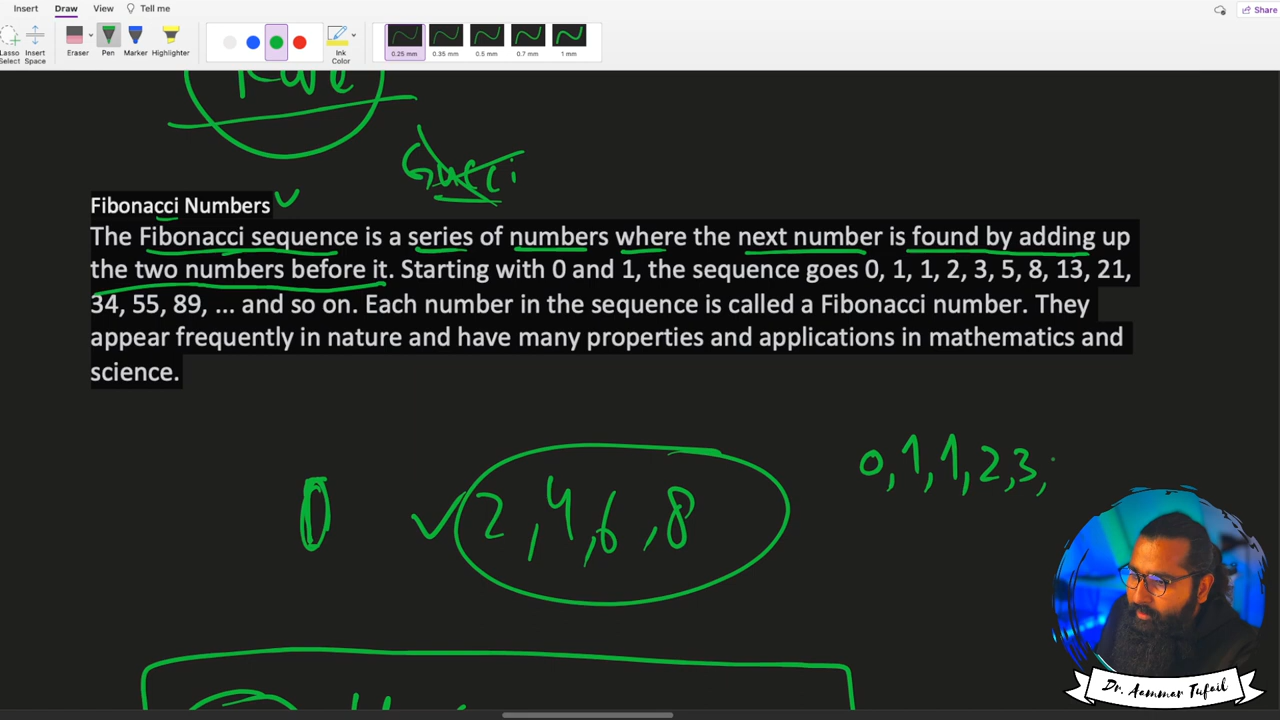 Insert Draw View Tell me Share
Lasso Select Insert Space Eraser Pen Marker Highlighter Ink Color 0.25 mm 0.35 mm 0.5 mm 0.7 mm 1 mm
Gucci
Fibonacci Numbers
The Fibonacci sequence is a series of numbers where the next number is found by adding up
the two numbers before it. Starting with 0 and 1, the sequence goes 0, 1, 1, 2, 3, 5, 8, 13, 21,
34, 55, 89, ... and so on. Each number in the sequence is called a Fibonacci number. They
appear frequently in nature and have many properties and applications in mathematics and
science.
0,1,1,2,3,
0 2,4,6,8
Dr. Aammar Tufail